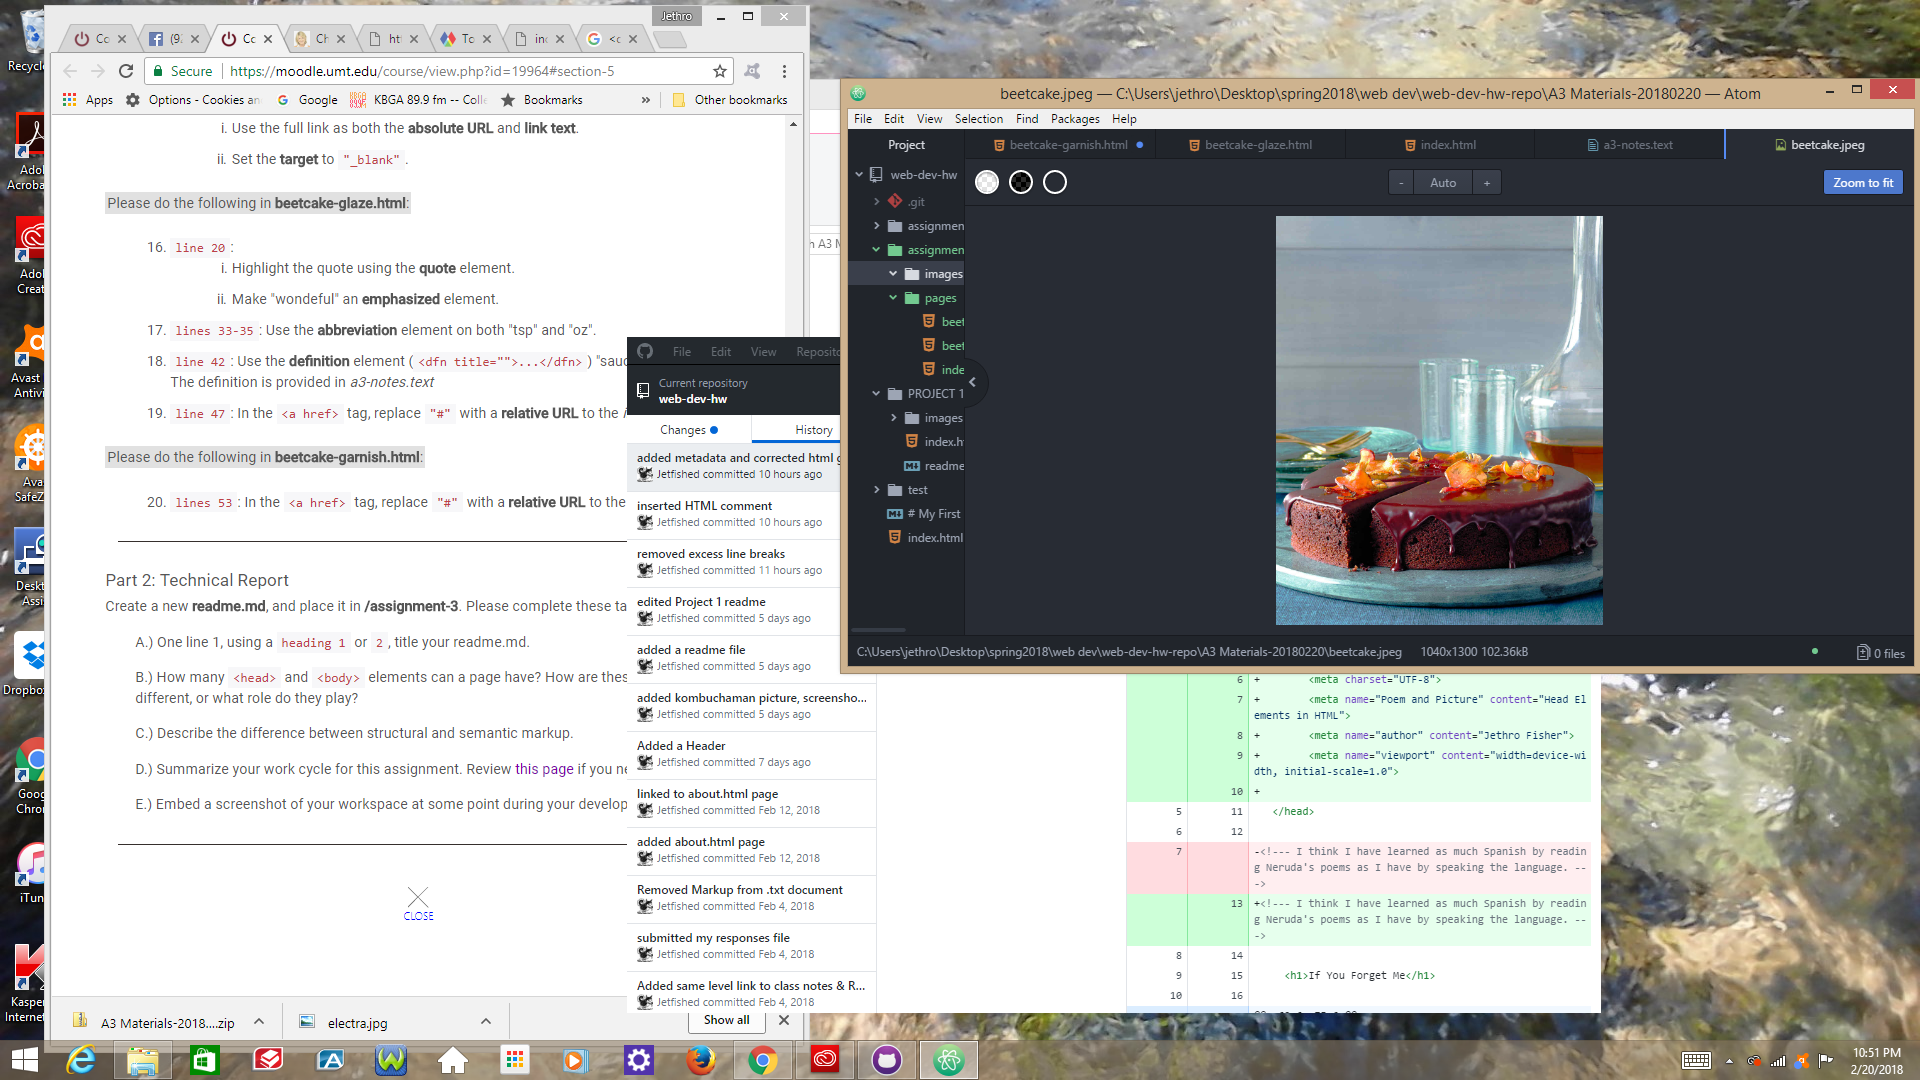 Recycle
Ado
Acroba
Ado
Creat
Avast
Antivi
Ava
SafeZ
Desk
Assi
Dropbo
Goog
Chro
iTun
Kaspe
Internet
Jethro
Cc
(9
Cc
Ch
ht
Tc
in
<c
Secure
https://moodle.umt.edu/course/view.php?id=19964#section-5
Apps
Options - Cookies an
Google
KBGA 89.9 fm -- Colle
Bookmarks
»
Other bookmarks
i. Use the full link as both the absolute URL and link text.
ii. Set the target to "_blank" .
Please do the following in beetcake-glaze.html:
16. line 20 :
i. Highlight the quote using the quote element.
ii. Make "wondeful" an emphasized element.
17. lines 33-35 : Use the abbreviation element on both "tsp" and "oz".
18. line 42 : Use the definition element ( <dfn title="">...</dfn> ) "sauc
The definition is provided in a3-notes.text
19. line 47 : In the <a href> tag, replace "#" with a relative URL to the i
Please do the following in beetcake-garnish.html:
20. lines 53 : In the <a href> tag, replace "#" with a relative URL to the
Part 2: Technical Report
Create a new readme.md, and place it in /assignment-3. Please complete these ta
A.) One line 1, using a heading 1 or 2 , title your readme.md.
B.) How many <head> and <body> elements can a page have? How are thes
different, or what role do they play?
C.) Describe the difference between structural and semantic markup.
D.) Summarize your work cycle for this assignment. Review this page if you ne
E.) Embed a screenshot of your workspace at some point during your develop
CLOSE
A3 Materials-2018....zip
electra.jpg
Show all
n A3 M
File Edit View Reposito
Current repository
web-dev-hw
Changes
History
added metadata and corrected html g
Jetfished committed 10 hours ago
inserted HTML comment
Jetfished committed 10 hours ago
removed excess line breaks
Jetfished committed 11 hours ago
edited Project 1 readme
Jetfished committed 5 days ago
added a readme file
Jetfished committed 5 days ago
added kombuchaman picture, screensho...
Jetfished committed 5 days ago
Added a Header
Jetfished committed 7 days ago
linked to about.html page
Jetfished committed Feb 12, 2018
added about.html page
Jetfished committed Feb 12, 2018
Removed Markup from .txt document
Jetfished committed Feb 4, 2018
submitted my responses file
Jetfished committed Feb 4, 2018
Added same level link to class notes & R...
Jetfished committed Feb 4, 2018
beetcake.jpeg — C:\Users\jethro\Desktop\spring2018\web dev\web-dev-hw-repo\A3 Materials-20180220 — Atom
File Edit View Selection Find Packages Help
Project
beetcake-garnish.html
beetcake-glaze.html
index.html
a3-notes.text
beetcake.jpeg
web-dev-hw
.git
assignmen
assignmen
images
pages
beet
beet
inde
PROJECT 1
images
index.h
readme
test
# My First
index.html
- Auto +
Zoom to fit
C:\Users\jethro\Desktop\spring2018\web dev\web-dev-hw-repo\A3 Materials-20180220\beetcake.jpeg 1040x1300 102.36kB
0 files
6 + <meta charset="UTF-8">
7 + <meta name="Poem and Picture" content="Head El
ements in HTML">
8 + <meta name="author" content="Jethro Fisher">
9 + <meta name="viewport" content="width=device-wi
dth, initial-scale=1.0">
10 +
5 11 </head>
6 12
7 -<!--- I think I have learned as much Spanish by readin
g Neruda's poems as I have by speaking the language. --
->
13 +<!--- I think I have learned as much Spanish by readin
g Neruda's poems as I have by speaking the language. --
->
8 14
9 15 <h1>If You Forget Me</h1>
10 16
10:51 PM
2/20/2018